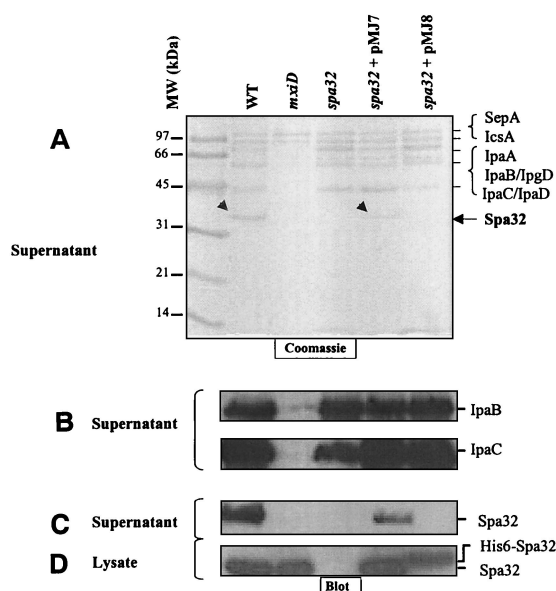 MW (kDa)
WT
mxiD
spa32
spa32 + pMJ7
spa32 + pMJ8
A
97
66
45
31
21
14
SepA
IcsA
IpaA
IpaB/IpgD
IpaC/IpaD
Spa32
Supernatant
Coomassie
B
Supernatant
IpaB
IpaC
C
Supernatant
Spa32
D
Lysate
His6-Spa32
Spa32
Blot